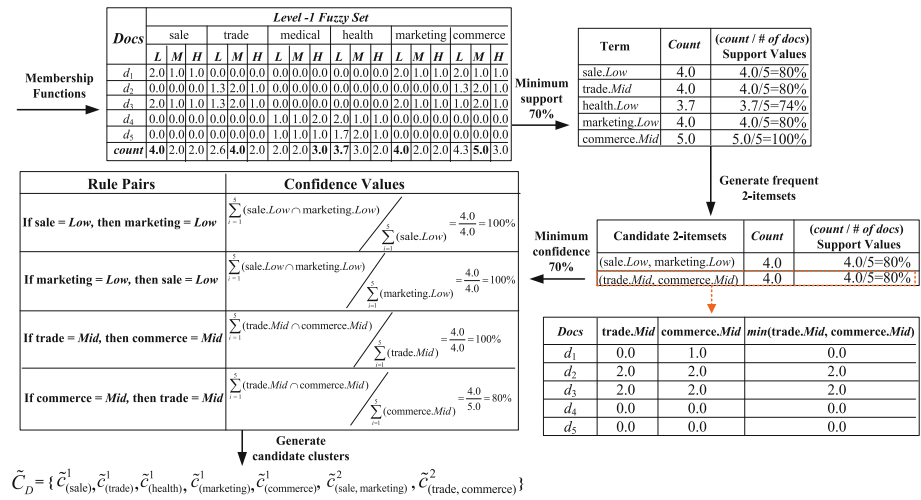 Level -1 Fuzzy Set
Docs sale trade medical health marketing commerce
L M H L M H L M H L M H L M H L M H
d1 2.0 1.0 1.0 0.0 0.0 0.0 0.0 0.0 0.0 0.0 0.0 0.0 2.0 1.0 1.0 2.0 1.0 1.0
d2 0.0 0.0 0.0 1.3 2.0 1.0 0.0 0.0 0.0 0.0 0.0 0.0 0.0 0.0 0.0 1.3 2.0 1.0
d3 2.0 1.0 1.0 1.3 2.0 1.0 0.0 0.0 0.0 0.0 0.0 0.0 2.0 1.0 1.0 1.0 2.0 1.0
d4 0.0 0.0 0.0 0.0 0.0 0.0 1.0 1.0 2.0 2.0 1.0 1.0 0.0 0.0 0.0 0.0 0.0 0.0
d5 0.0 0.0 0.0 0.0 0.0 0.0 1.0 1.0 1.0 1.7 2.0 1.0 0.0 0.0 0.0 0.0 0.0 0.0
count 4.0 2.0 2.0 2.6 4.0 2.0 2.0 2.0 3.0 3.7 3.0 2.0 4.0 2.0 2.0 4.3 5.0 3.0
Membership
Functions
Minimum
support
70%
Term Count (count / # of docs) Support Values
sale.Low 4.0 4.0/5=80%
trade.Mid 4.0 4.0/5=80%
health.Low 3.7 3.7/5=74%
marketing.Low 4.0 4.0/5=80%
commerce.Mid 5.0 5.0/5=100%
Generate frequent
2-itemsets
Candidate 2-itemsets Count (count / # of docs) Support Values
(sale.Low, marketing.Low) 4.0 4.0/5=80%
(trade.Mid, commerce.Mid) 4.0 4.0/5=80%
Minimum
confidence
70%
Docs trade.Mid commerce.Mid min(trade.Mid, commerce.Mid)
d1 0.0 1.0 0.0
d2 2.0 2.0 2.0
d3 2.0 2.0 2.0
d4 0.0 0.0 0.0
d5 0.0 0.0 0.0
Rule Pairs Confidence Values
If sale = Low, then marketing = Low ∑_{i=1}^{5}(sale.Low∩marketing.Low) / ∑_{i=1}^{5}(sale.Low) = 4.0/4.0 = 100%
If marketing = Low, then sale = Low ∑_{i=1}^{5}(sale.Low∩marketing.Low) / ∑_{i=1}^{5}(marketing.Low) = 4.0/4.0 = 100%
If trade = Mid, then commerce = Mid ∑_{i=1}^{5}(trade.Mid∩commerce.Mid) / ∑_{i=1}^{5}(trade.Mid) = 4.0/4.0 = 100%
If commerce = Mid, then trade = Mid ∑_{i=1}^{5}(trade.Mid∩commerce.Mid) / ∑_{i=1}^{5}(commerce.Mid) = 4.0/5.0 = 80%
Generate
candidate clusters
C̃_D = { c̃^1_(sale), c̃^1_(trade), c̃^1_(health), c̃^1_(marketing), c̃^1_(commerce), c̃^2_(sale, marketing), c̃^2_(trade, commerce) }